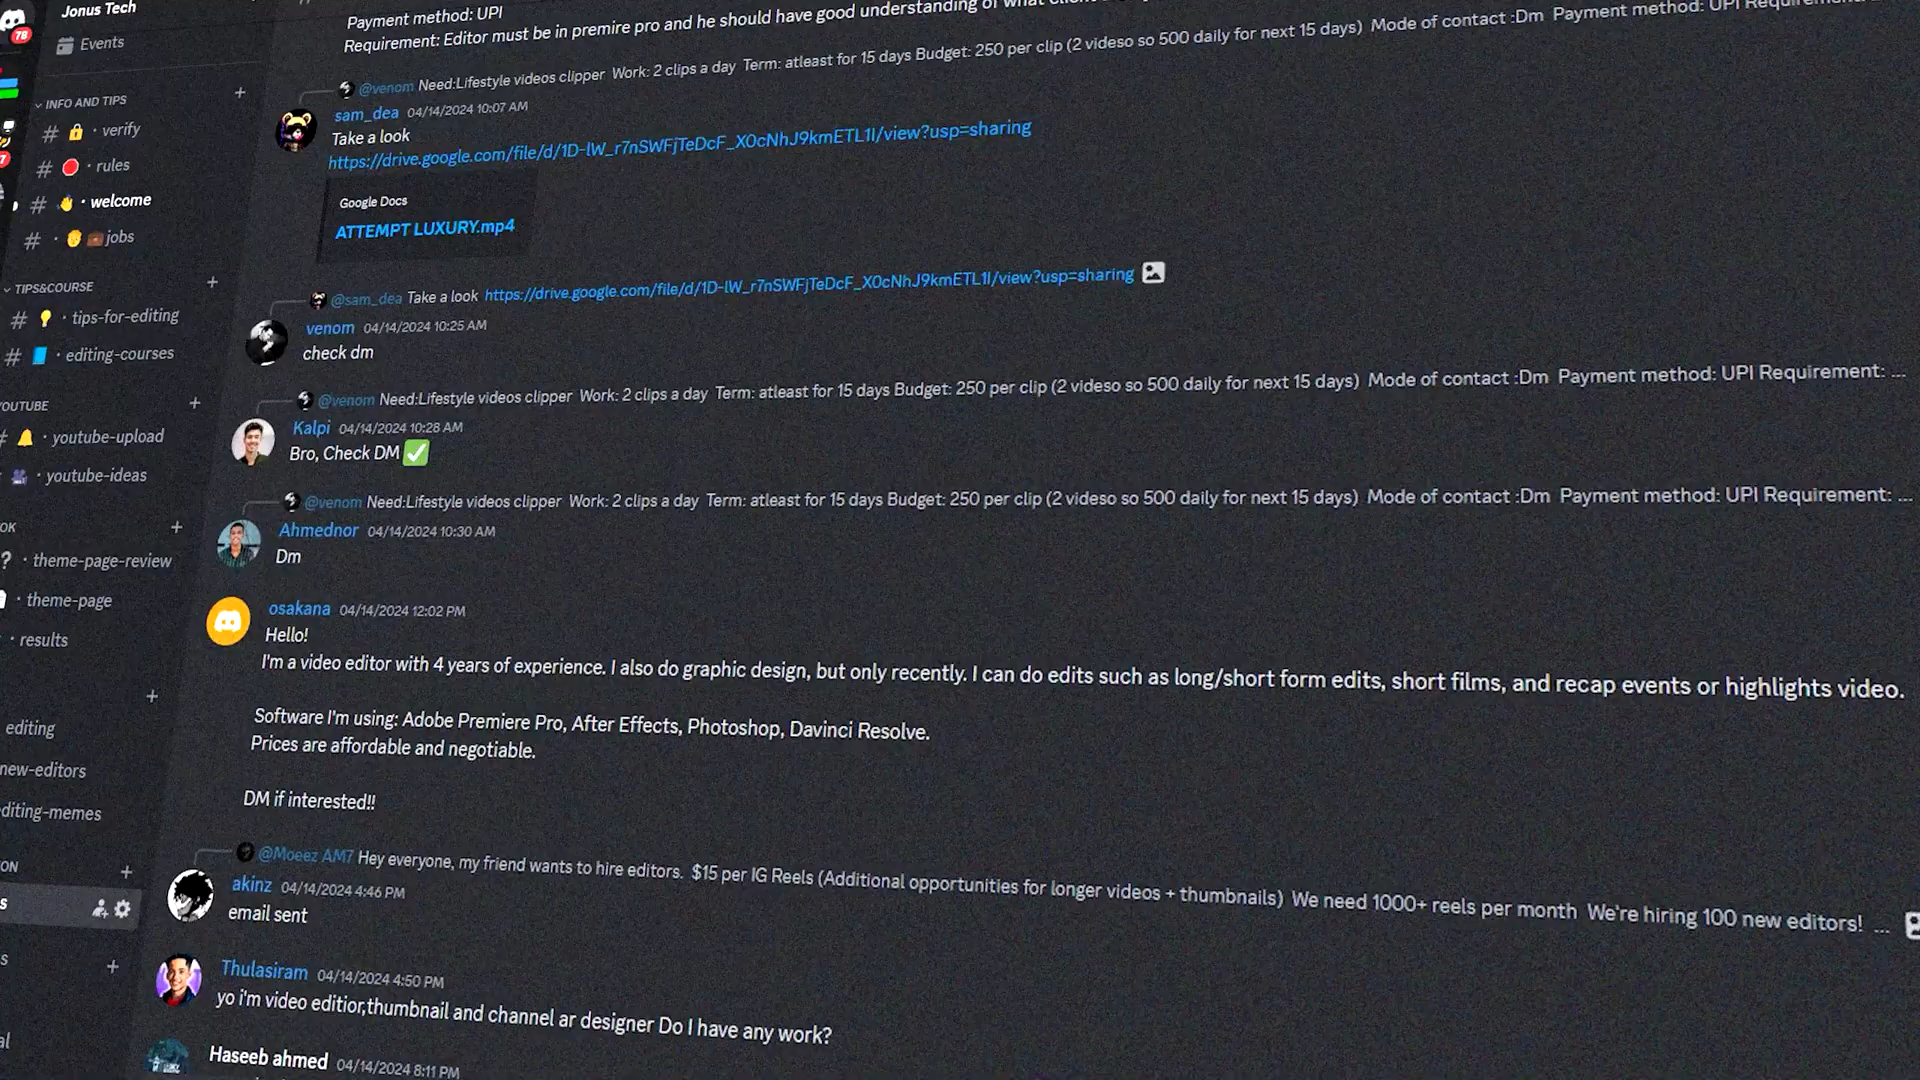 Jonus Tech
78
Events
INFO AND TIPS
verify
rules
welcome
jobs
TIPS&COURSE
tips-for-editing
editing-courses
OUTUBE
youtube-upload
youtube-ideas
OK
theme-page-review
theme-page
results
editing
new-editors
diting-memes
ON
s
s
al
Payment method: UPI
Requirement: Editor must be in premire pro and he should have good understanding of what
@venom Need:Lifestyle videos clipper Work: 2 clips a day Term: atleast for 15 days Budget: 250 per clip (2 videso so 500 daily for next 15 days) Mode of contact :Dm Payment method: UPI
sam_dea 04/14/2024 10:07 AM
Take a look
https://drive.google.com/file/d/1D-lW_r7nSWFjTeDcF_X0cNhJ9kmETL1I/view?usp=sharing
Google Docs
ATTEMPT LUXURY.mp4
@sam_dea Take a look https://drive.google.com/file/d/1D-lW_r7nSWFjTeDcF_X0cNhJ9kmETL1I/view?usp=sharing
venom 04/14/2024 10:25 AM
check dm
@venom Need:Lifestyle videos clipper Work: 2 clips a day Term: atleast for 15 days Budget: 250 per clip (2 videso so 500 daily for next 15 days) Mode of contact :Dm Payment method: UPI Requirement: ...
Kalpi 04/14/2024 10:28 AM
Bro, Check DM ✅
@venom Need:Lifestyle videos clipper Work: 2 clips a day Term: atleast for 15 days Budget: 250 per clip (2 videso so 500 daily for next 15 days) Mode of contact :Dm Payment method: UPI Requirement: ...
Ahmednor 04/14/2024 10:30 AM
Dm
osakana 04/14/2024 12:02 PM
Hello!
I'm a video editor with 4 years of experience. I also do graphic design, but only recently. I can do edits such as long/short form edits, short films, and recap events or highlights video.
Software I'm using: Adobe Premiere Pro, After Effects, Photoshop, Davinci Resolve.
Prices are affordable and negotiable.
DM if interested!!
@Moeez AM7 Hey everyone, my friend wants to hire editors. $15 per IG Reels (Additional opportunities for longer videos + thumbnails) We need 1000+ reels per month We're hiring 100 new editors! ...
akinz 04/14/2024 4:46 PM
email sent
Thulasiram 04/14/2024 4:50 PM
yo i'm video editior,thumbnail and channel ar designer Do I have any work?
Haseeb ahmed 04/14/2024 8:11 PM